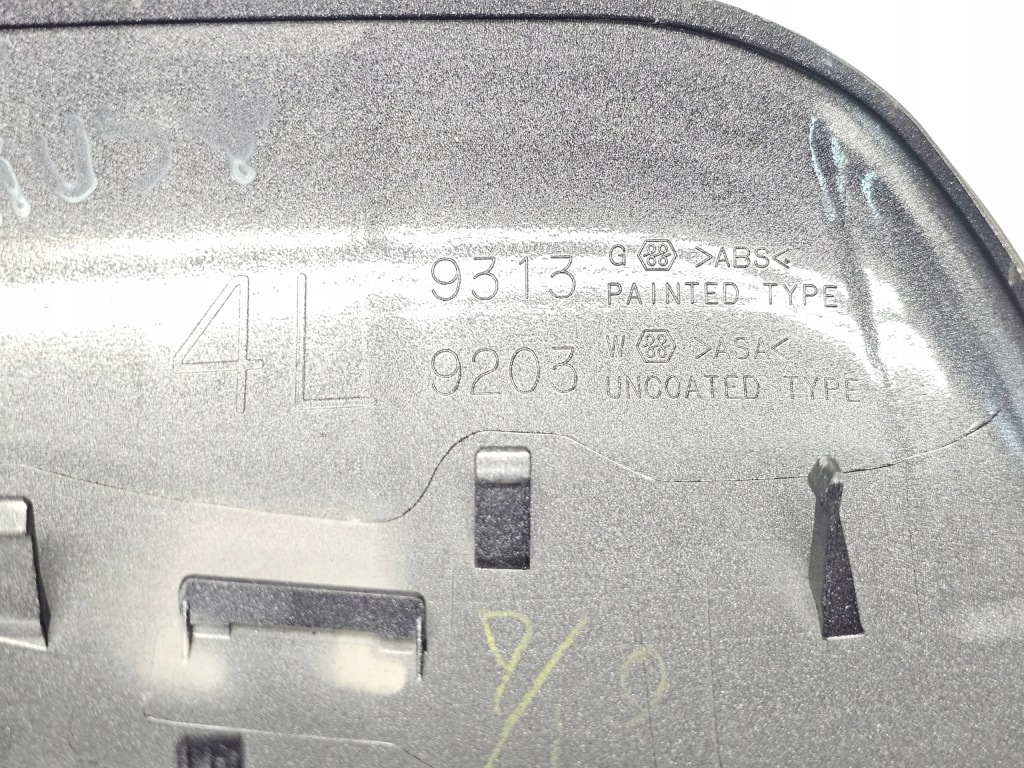 4L
9313 G >ABS<
PAINTED TYPE
9203 W >ASA<
UNCOATED TYPE